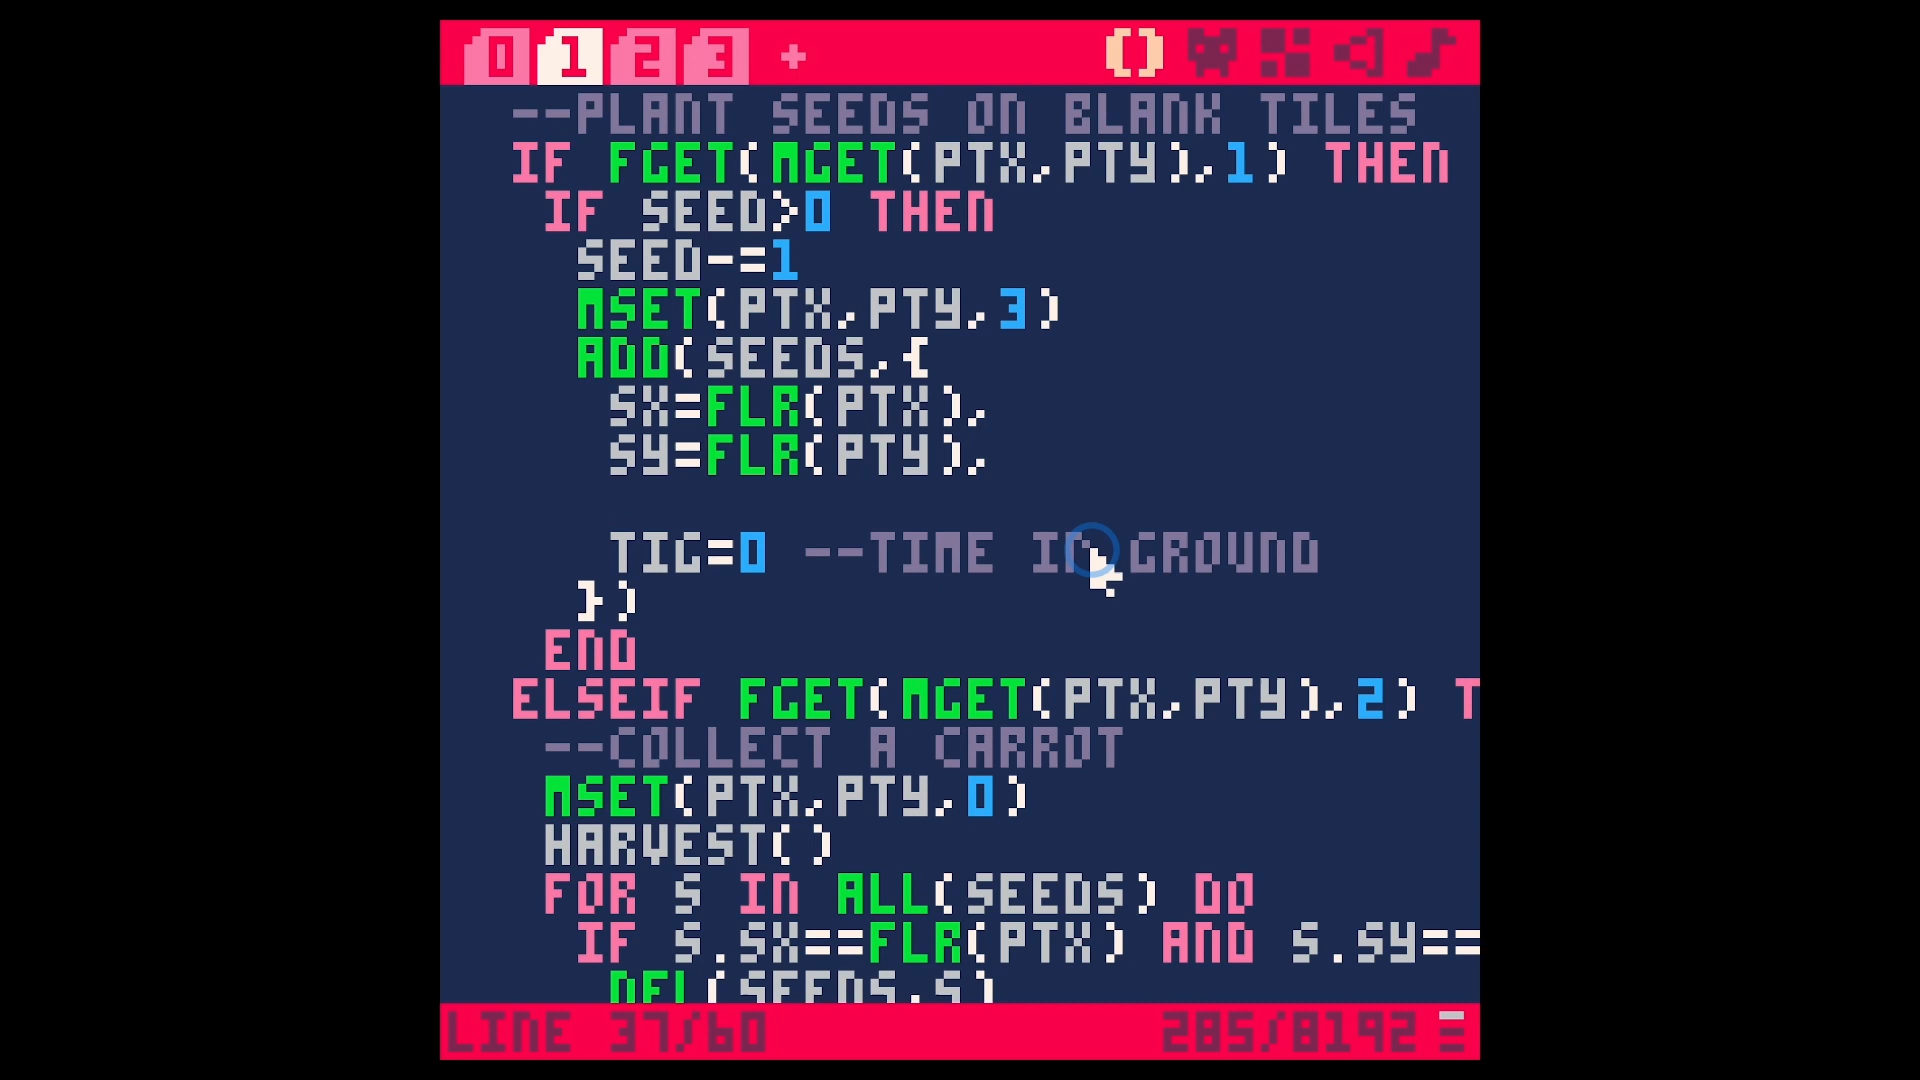 0 1 2 3 +
--PLANT SEEDS ON BLANK TILES
IF FGET(MGET(PTX,PTY),1) THEN
IF SEED>0 THEN
SEED-=1
MSET(PTX,PTY,3)
ADD(SEEDS,{
SX=FLR(PTX),
SY=FLR(PTY),
TIG=0 --TIME IN GROUND
})
END
ELSEIF FGET(MGET(PTX,PTY),2) T
--COLLECT A CARROT
MSET(PTX,PTY,0)
HARVEST()
FOR S IN ALL(SEEDS) DO
IF S.SX==FLR(PTX) AND S.SY==
DEL(SEEDS,S)
LINE 37/60 285/8192